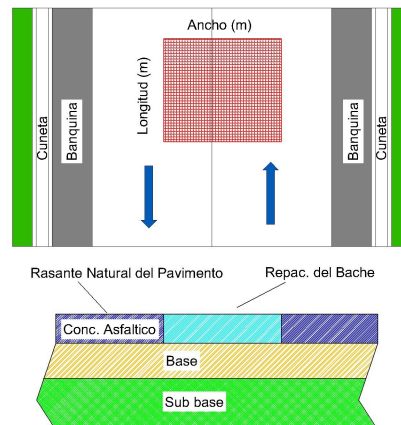 Ancho (m)
Longitud (m)
Cuneta
Banquina
Banquina
Cuneta
Rasante Natural del Pavimento
Repac. del Bache
Conc. Asfaltico
Base
Sub base